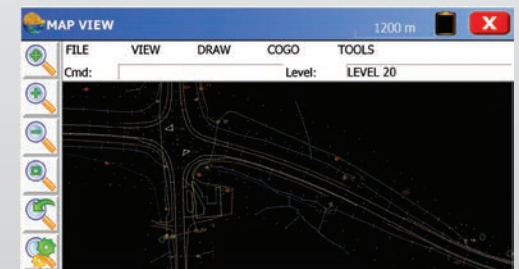 MAP VIEW 1200 m X
FILE VIEW DRAW COGO TOOLS
Cmd: Level: LEVEL 20